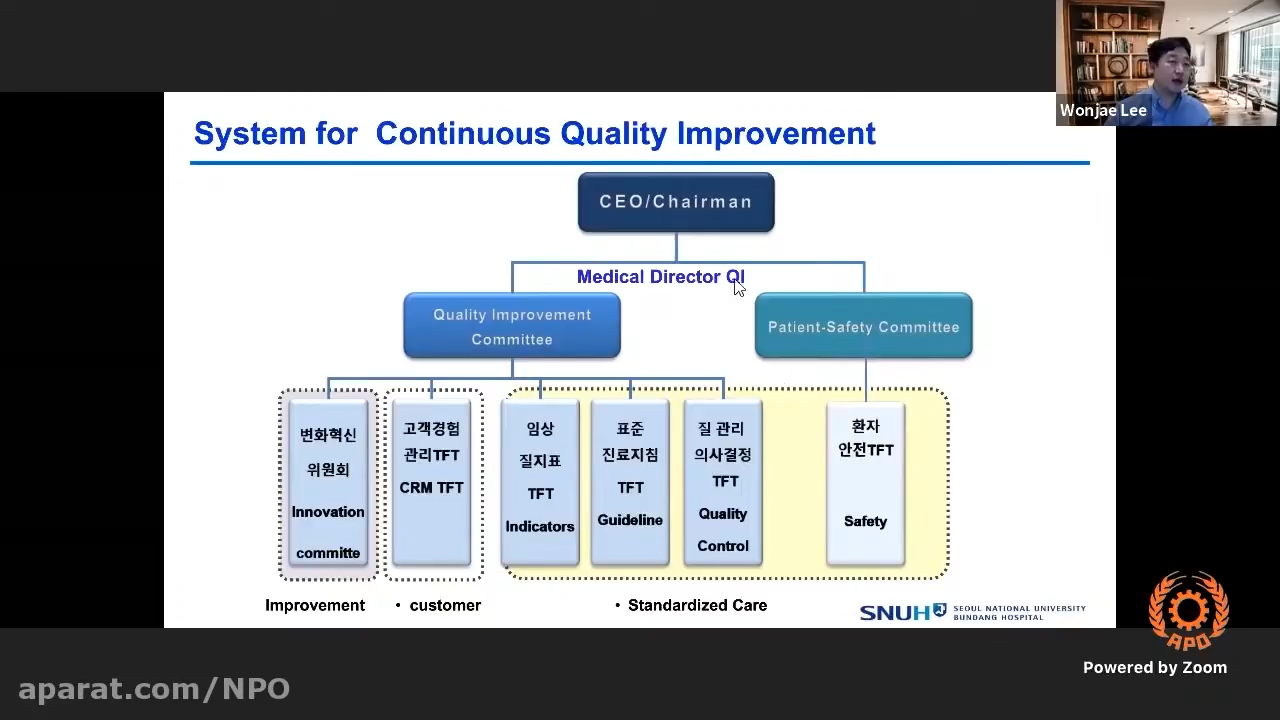 Wonjae Lee
System for Continuous Quality Improvement
CEO/Chairman
Medical Director QI
Quality Improvement
Committee
Patient-Safety Committee
변화혁신
위원회
Innovation
committe
고객경험
관리TFT
CRM TFT
임상
질지표
TFT
Indicators
표준
진료지침
TFT
Guideline
질 관리
의사결정
TFT
Quality
Control
환자
안전TFT
Safety
Improvement
• customer
• Standardized Care
SNUH
SEOUL NATIONAL UNIVERSITY
BUNDANG HOSPITAL
APO
Powered by Zoom
aparat.com/NPO